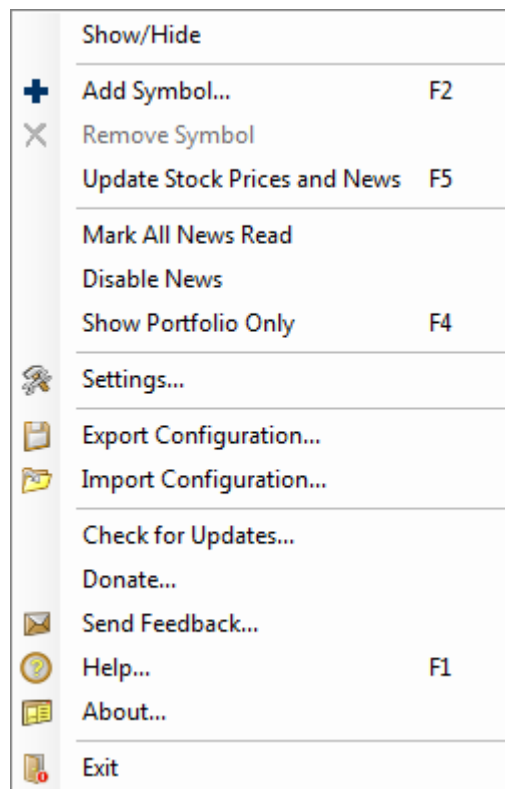 Show/Hide
Add Symbol... F2
Remove Symbol
Update Stock Prices and News F5
Mark All News Read
Disable News
Show Portfolio Only F4
Settings...
Export Configuration...
Import Configuration...
Check for Updates...
Donate...
Send Feedback...
Help... F1
About...
Exit